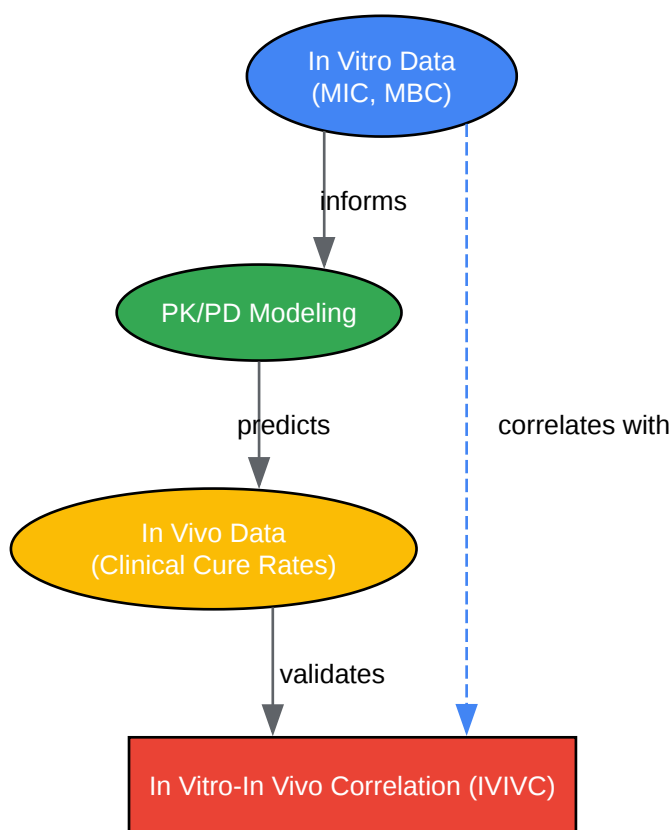 In Vitro Data
(MIC, MBC)
informs
PK/PD Modeling
predicts
correlates with
In Vivo Data
(Clinical Cure Rates)
validates
In Vitro-In Vivo Correlation (IVIVC)